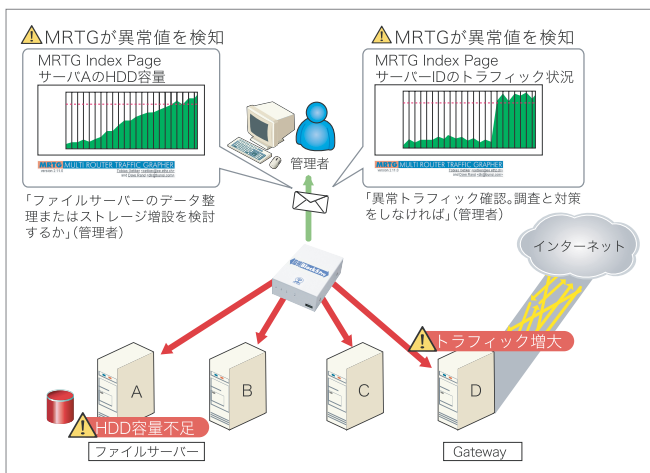 MRTGが異常値を検知
MRTG Index Page
サーバAのHDD容量
MRTG MULTI ROUTER TRAFFIC GRAPHER
「ファイルサーバーのデータ整
理またはストレージ増設を検討
するか」(管理者)
管理者
MRTGが異常値を検知
MRTG Index Page
サーバーIDのトラフィック状況
MRTG MULTI ROUTER TRAFFIC GRAPHER
「異常トラフィック確認。調査と対策
をしなければ」(管理者)
インターネット
トラフィック増大
A
B
C
D
HDD容量不足
ファイルサーバー
Gateway